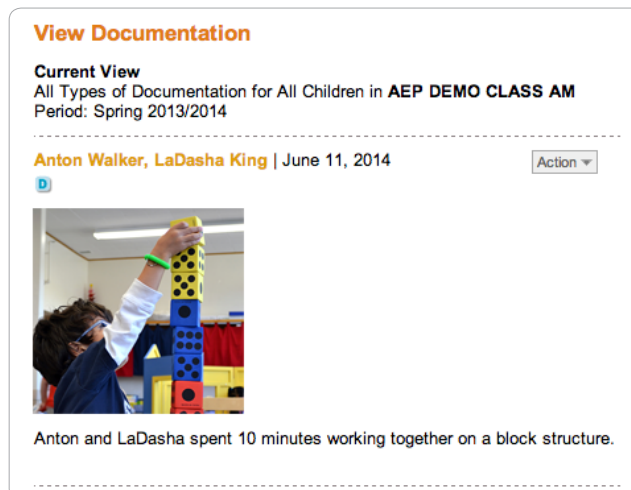 View Documentation
Current View
All Types of Documentation for All Children in AEP DEMO CLASS AM
Period: Spring 2013/2014
Anton Walker, LaDasha King | June 11, 2014
Action
D
Anton and LaDasha spent 10 minutes working together on a block structure.